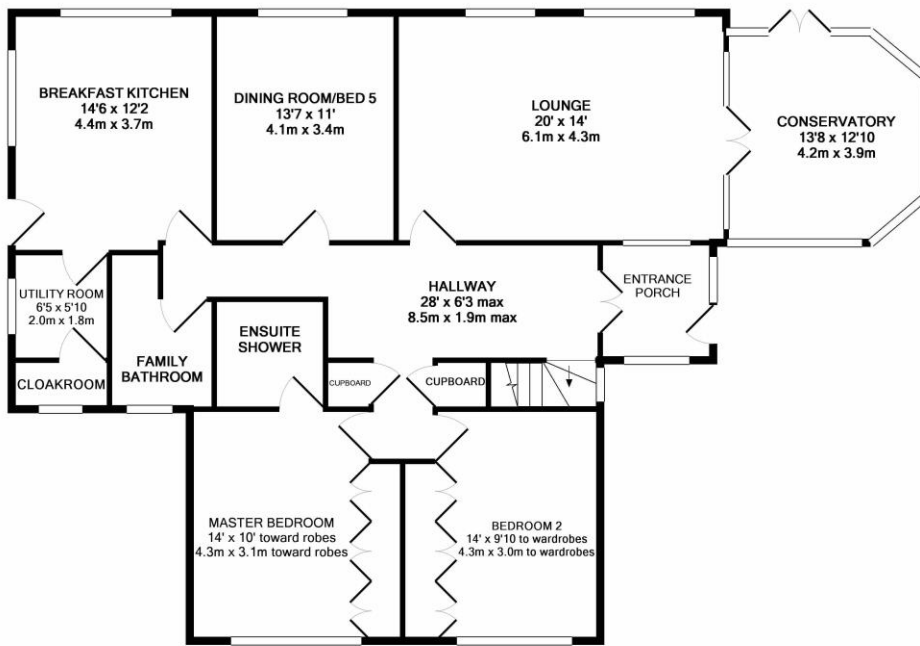 BREAKFAST KITCHEN
14'6 x 12'2
4.4m x 3.7m
DINING ROOM/BED 5
13'7 x 11'
4.1m x 3.4m
LOUNGE
20' x 14'
6.1m x 4.3m
CONSERVATORY
13'8 x 12'10
4.2m x 3.9m
UTILITY ROOM
6'5 x 5'10
2.0m x 1.8m
CLOAKROOM
FAMILY
BATHROOM
ENSUITE
SHOWER
HALLWAY
28' x 6'3 max
8.5m x 1.9m max
ENTRANCE
PORCH
CUPBOARD
CUPBOARD
MASTER BEDROOM
14' x 10' toward robes
4.3m x 3.1m toward robes
BEDROOM 2
14' x 9'10 to wardrobes
4.3m x 3.0m to wardrobes